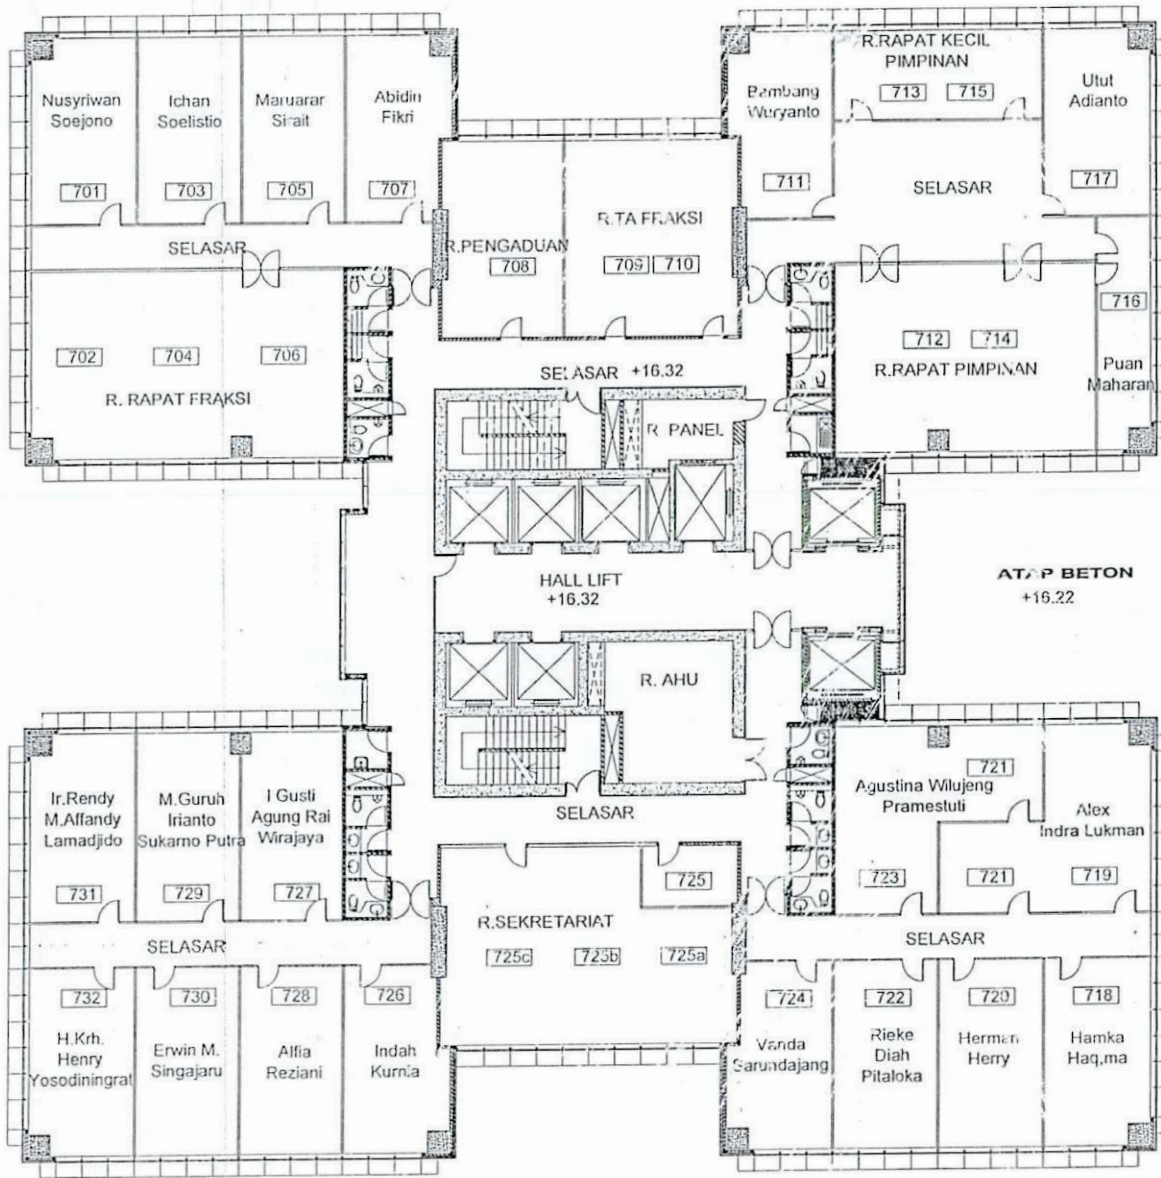 Nusyriwan
Soejono
701
Ichan
Soelistio
703
Maruarar
Sirait
705
Abidin
Fikri
707
SELASAR
702
704
706
R. RAPAT FRAKSI
R.PENGADUAN
708
R.TA FRAKSI
709
710
Bambang
Wuryanto
711
R.RAPAT KECIL
PIMPINAN
713
715
Utut
Adianto
717
SELASAR
716
Puan
Maharani
712
714
R.RAPAT PIMPINAN
SELASAR +16.32
R. PANEL
HALL LIFT
+16.32
ATAP BETON
+16.22
R. AHU
SELASAR
Ir.Rendy
M.Affandy
Lamadjido
731
M.Guruh
Irianto
Sukarno Putra
729
I Gusti
Agung Rai
Wirajaya
727
SELASAR
732
H.Krh.
Henry
Yosodiningrat
730
Erwin M.
Singajaru
728
Alfia
Reziani
726
Indah
Kurnia
725
R.SEKRETARIAT
725c
725b
725a
Agustina Wilujeng
Pramestuti
723
721
721
Alex
Indra Lukman
719
SELASAR
724
Vanda
Sarundajang
722
Rieke
Diah
Pitaloka
720
Herman
Herry
718
Hamka
Haq,ma